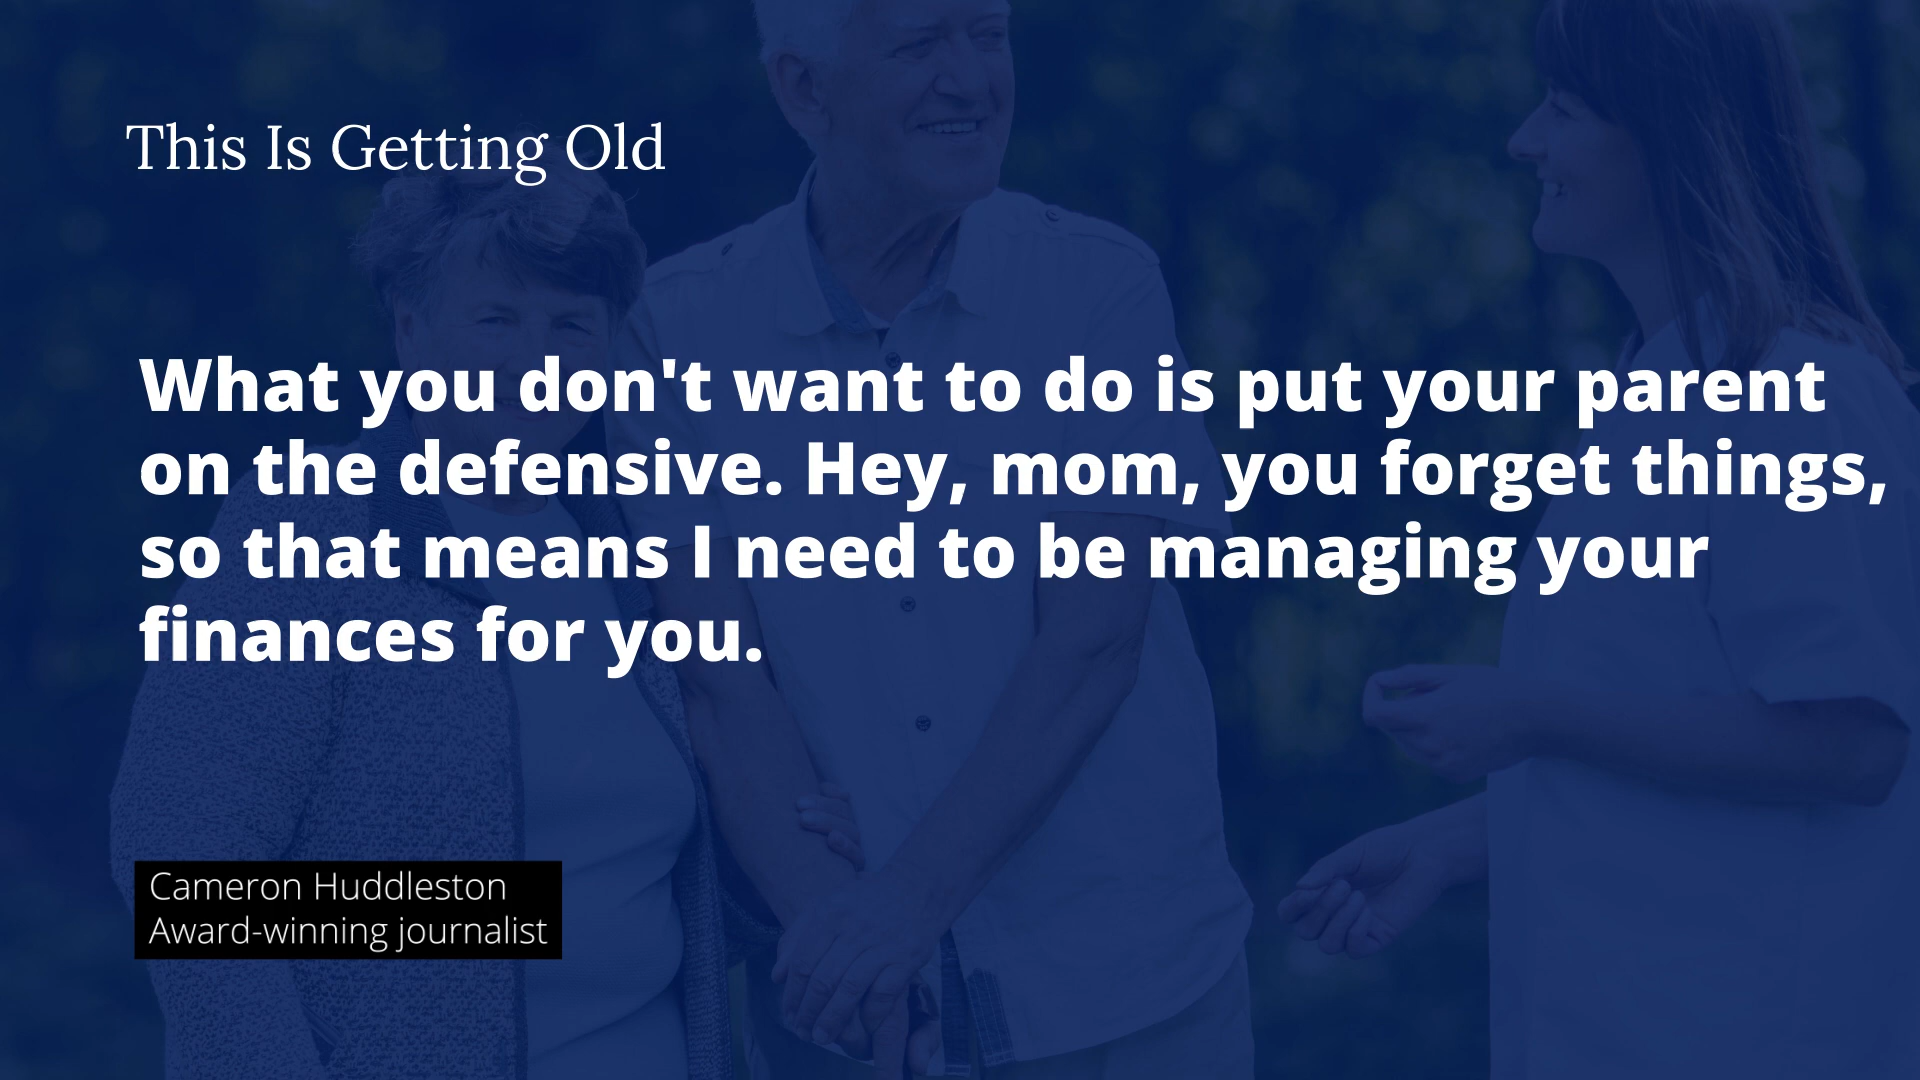 This Is Getting Old
What you don't want to do is put your parent
on the defensive. Hey, mom, you forget things,
so that means I need to be managing your
finances for you.
Cameron Huddleston
Award-winning journalist